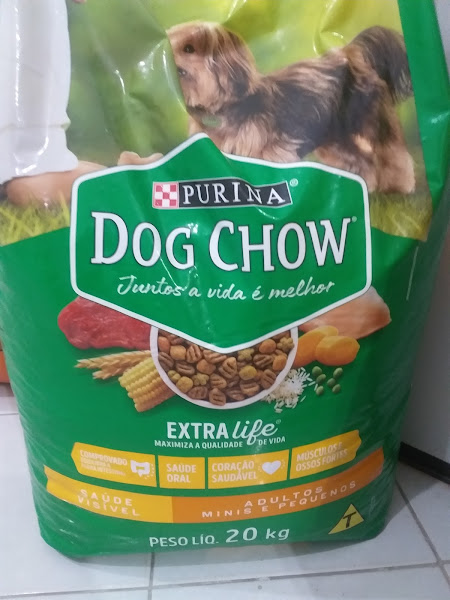 PURINA®
DOG CHOW®
Juntos a vida é melhor
EXTRA life®
MAXIMIZA A QUALIDADE DE VIDA
COMPROVADO
SAÚDE
ORAL
CORAÇÃO
SAUDÁVEL
MÚSCULOS E
OSSOS FORTES
SAÚDE
VISÍVEL
ADULTOS
MINIS E PEQUENOS
T
PESO LÍQ. 20 kg